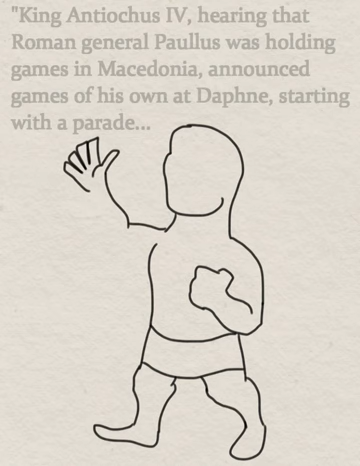 "King Antiochus IV, hearing that
Roman general Paullus was holding
games in Macedonia, announced
games of his own at Daphne, starting
with a parade...